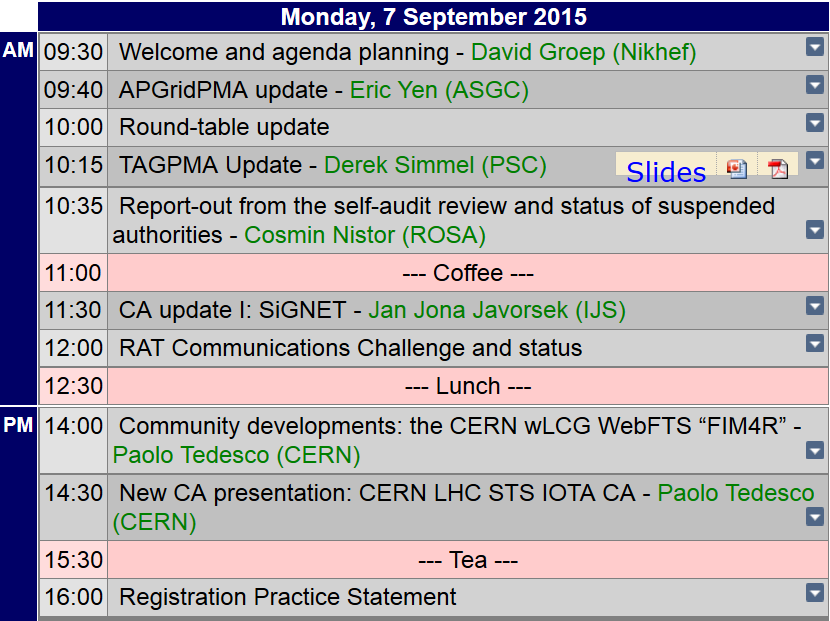 Monday, 7 September 2015
AM
09:30 Welcome and agenda planning - David Groep (Nikhef)
09:40 APGridPMA update - Eric Yen (ASGC)
10:00 Round-table update
10:15 TAGPMA Update - Derek Simmel (PSC) Slides
10:35 Report-out from the self-audit review and status of suspended
authorities - Cosmin Nistor (ROSA)
11:00 --- Coffee ---
11:30 CA update I: SiGNET - Jan Jona Javorsek (IJS)
12:00 RAT Communications Challenge and status
12:30 --- Lunch ---
PM
14:00 Community developments: the CERN wLCG WebFTS “FIM4R” -
Paolo Tedesco (CERN)
14:30 New CA presentation: CERN LHC STS IOTA CA - Paolo Tedesco
(CERN)
15:30 --- Tea ---
16:00 Registration Practice Statement